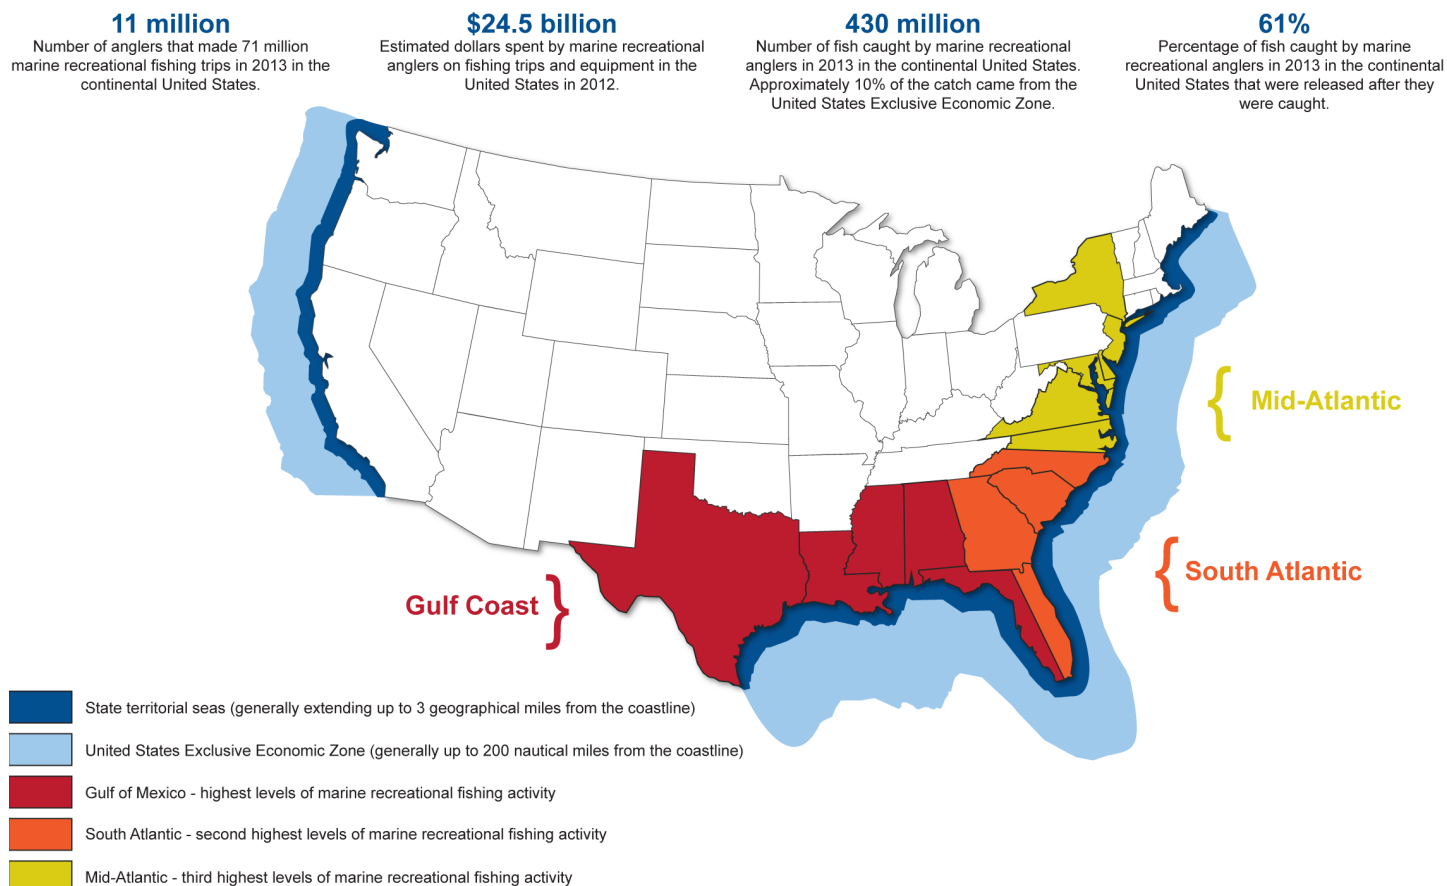 11 million
Number of anglers that made 71 million
marine recreational fishing trips in 2013 in the
continental United States.
$24.5 billion
Estimated dollars spent by marine recreational
anglers on fishing trips and equipment in the
United States in 2012.
430 million
Number of fish caught by marine recreational
anglers in 2013 in the continental United States.
Approximately 10% of the catch came from the
United States Exclusive Economic Zone.
61%
Percentage of fish caught by marine
recreational anglers in 2013 in the continental
United States that were released after they
were caught.
Mid-Atlantic
South Atlantic
Gulf Coast
State territorial seas (generally extending up to 3 geographical miles from the coastline)
United States Exclusive Economic Zone (generally up to 200 nautical miles from the coastline)
Gulf of Mexico - highest levels of marine recreational fishing activity
South Atlantic - second highest levels of marine recreational fishing activity
Mid-Atlantic - third highest levels of marine recreational fishing activity